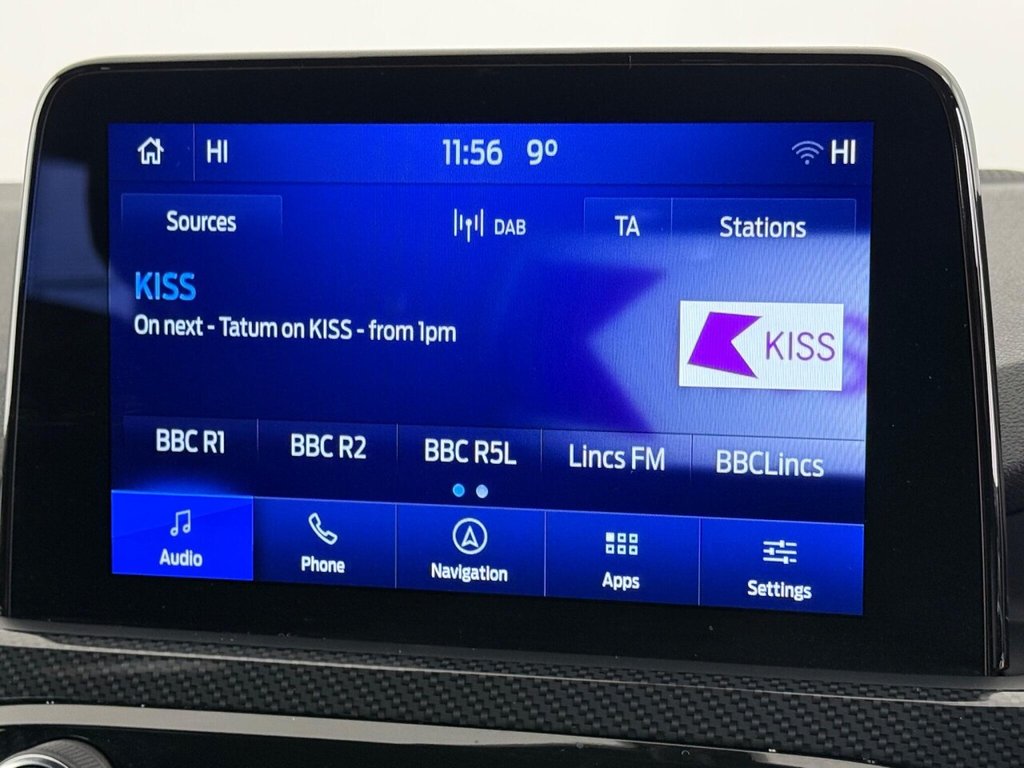 HI 11:56 9° HI
Sources DAB TA Stations
KISS
On next - Tatum on KISS - from 1pm
KISS
BBC R1 BBC R2 BBC R5L Lincs FM BBCLincs
Audio Phone Navigation Apps Settings